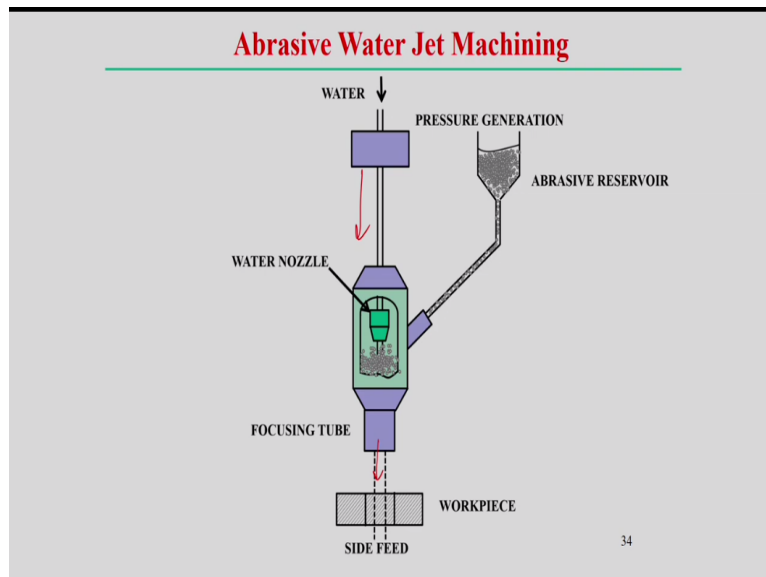 Abrasive Water Jet Machining
WATER
PRESSURE GENERATION
ABRASIVE RESERVOIR
WATER NOZZLE
FOCUSING TUBE
WORKPIECE
SIDE FEED
34